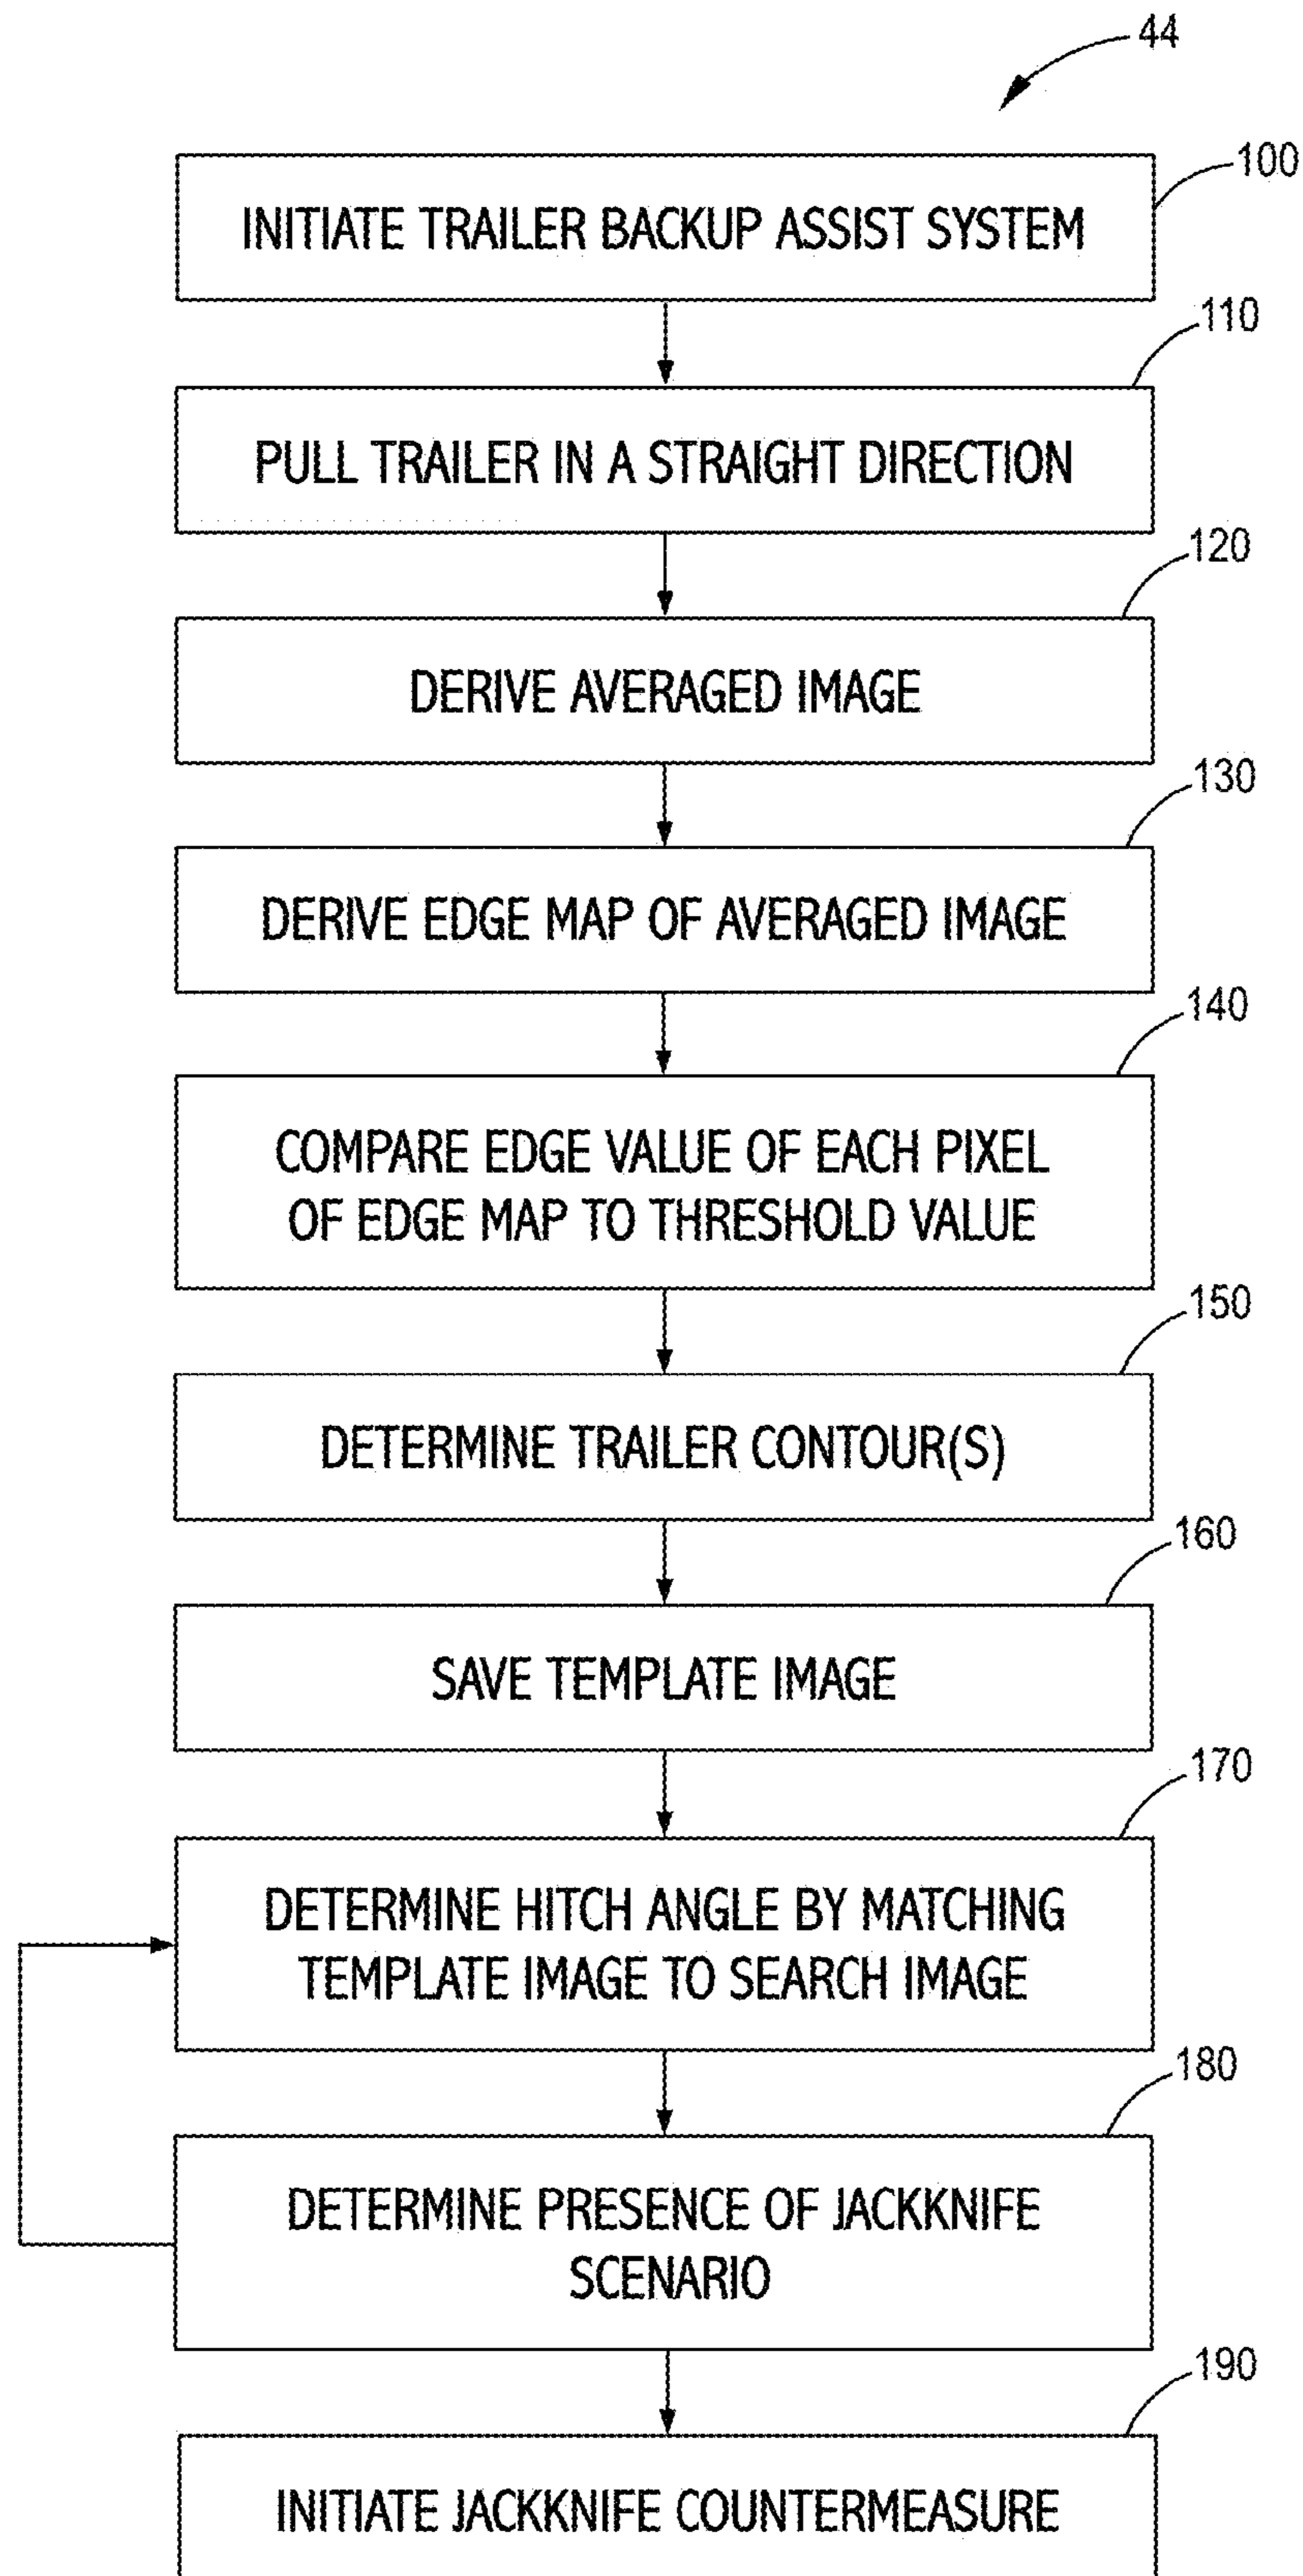 44
100
INITIATE TRAILER BACKUP ASSIST SYSTEM
110
PULL TRAILER IN A STRAIGHT DIRECTION
120
DERIVE AVERAGED IMAGE
130
DERIVE EDGE MAP OF AVERAGED IMAGE
140
COMPARE EDGE VALUE OF EACH PIXEL
OF EDGE MAP TO THRESHOLD VALUE
150
DETERMINE TRAILER CONTOUR(S)
160
SAVE TEMPLATE IMAGE
170
DETERMINE HITCH ANGLE BY MATCHING
TEMPLATE IMAGE TO SEARCH IMAGE
180
DETERMINE PRESENCE OF JACKKNIFE
SCENARIO
190
INITIATE JACKKNIFE COUNTERMEASURE